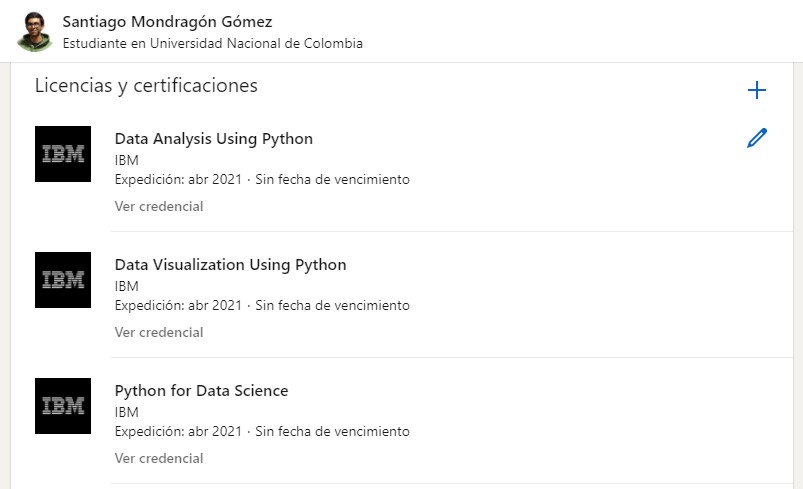 Santiago Mondragón Gómez
Estudiante en Universidad Nacional de Colombia
Licencias y certificaciones
IBM
Data Analysis Using Python
IBM
Expedición: abr 2021 · Sin fecha de vencimiento
Ver credencial
IBM
Data Visualization Using Python
IBM
Expedición: abr 2021 · Sin fecha de vencimiento
Ver credencial
IBM
Python for Data Science
IBM
Expedición: abr 2021 · Sin fecha de vencimiento
Ver credencial